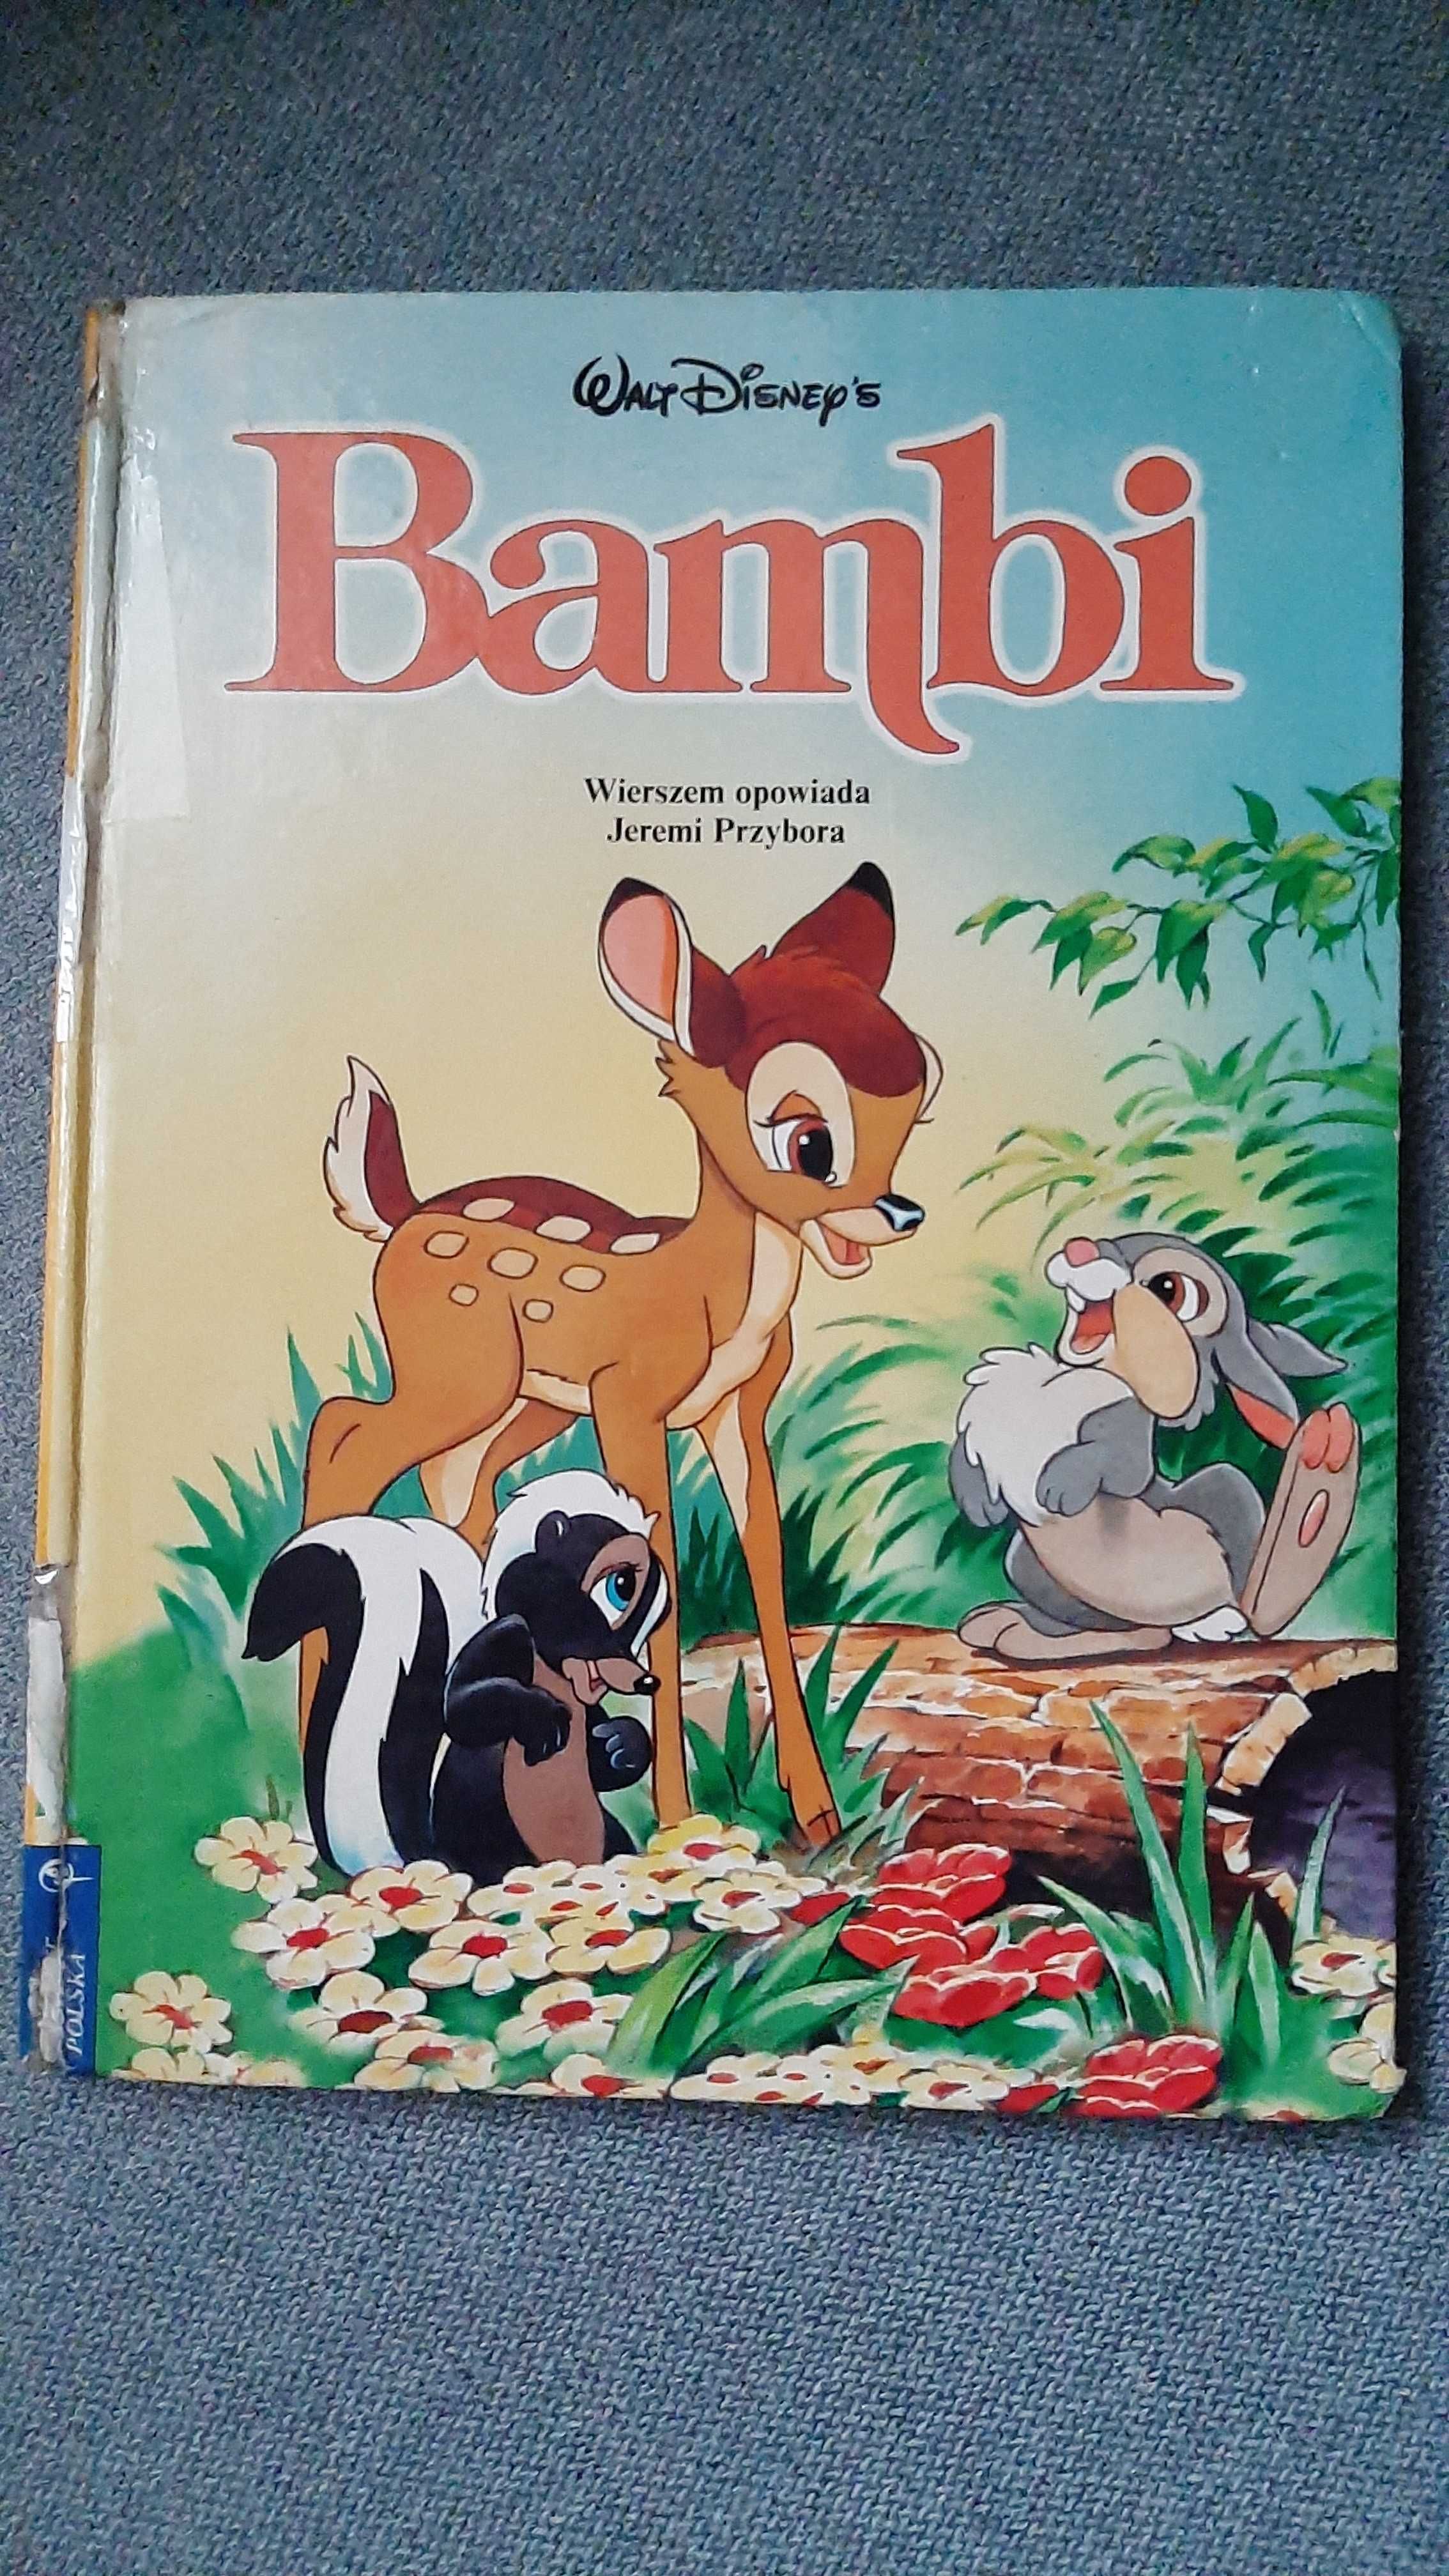 WALT DISNEY'S
Bambi
Wierszem opowiada
Jeremi Przybora
POLSKA